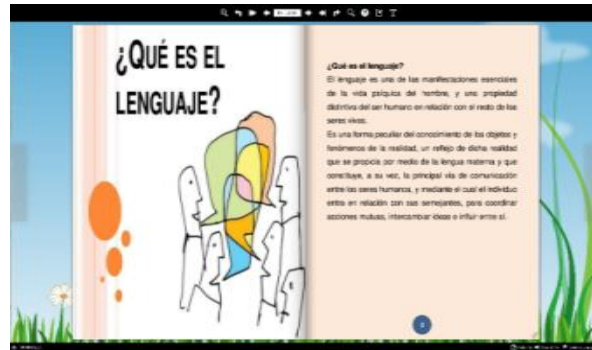 ¿QUÉ ES EL
LENGUAJE?
¿Qué es el lenguaje?
El lenguaje es una de las manifestaciones esenciales
de la vida psíquica del hombre, y una propiedad
distintiva del ser humano en relación con el resto de los
seres vivos.
Es una forma peculiar del conocimiento de los objetos y
fenómenos de la realidad, un reflejo de dicha realidad
que se propicia por medio de la lengua materna y que
constituye, a su vez, la principal vía de comunicación
entre los seres humanos, y mediante el cual el individuo
entra en relación con sus semejantes, para coordinar
acciones mutuas, intercambiar ideas e influir entre sí.